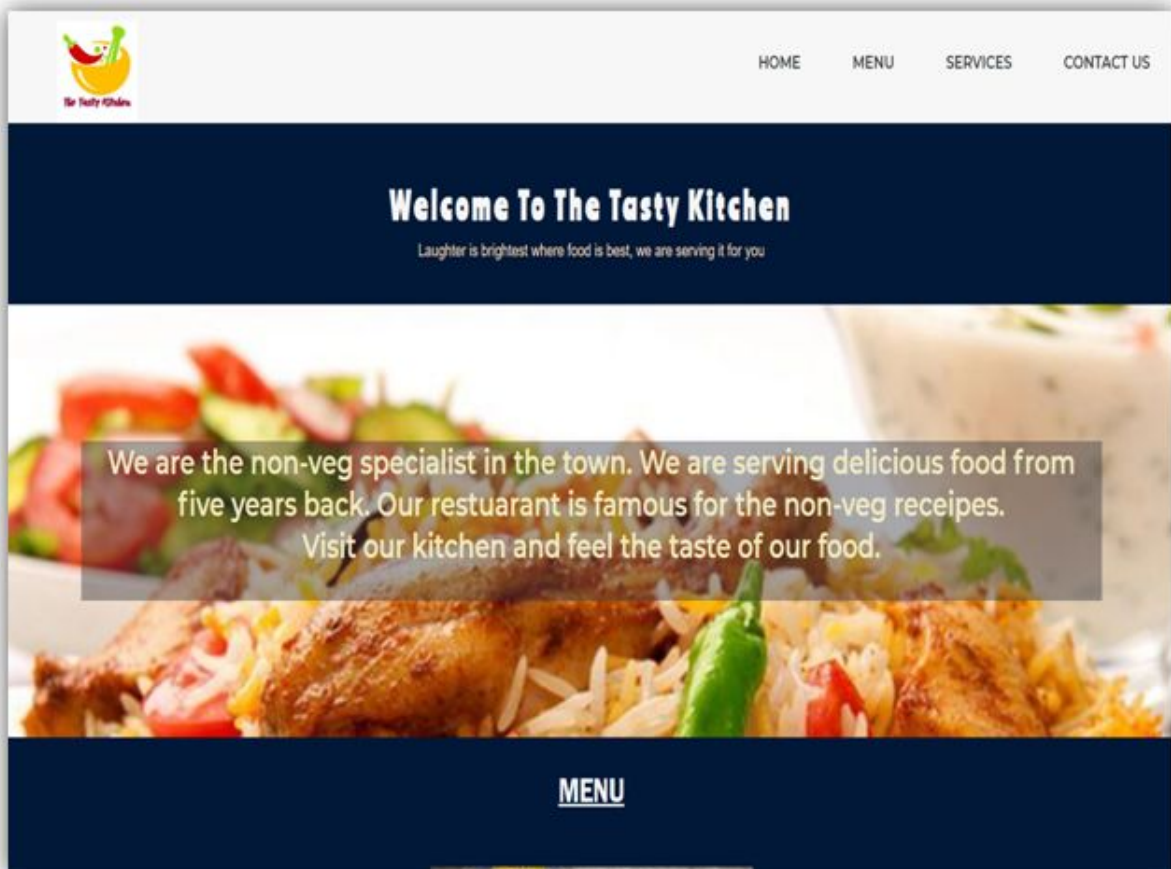 The Tasty Kitchen
HOME MENU SERVICES CONTACT US
Welcome To The Tasty Kitchen
Laughter is brightest where food is best, we are serving it for you
We are the non-veg specialist in the town. We are serving delicious food from
five years back. Our restuarant is famous for the non-veg receipes.
Visit our kitchen and feel the taste of our food.
MENU